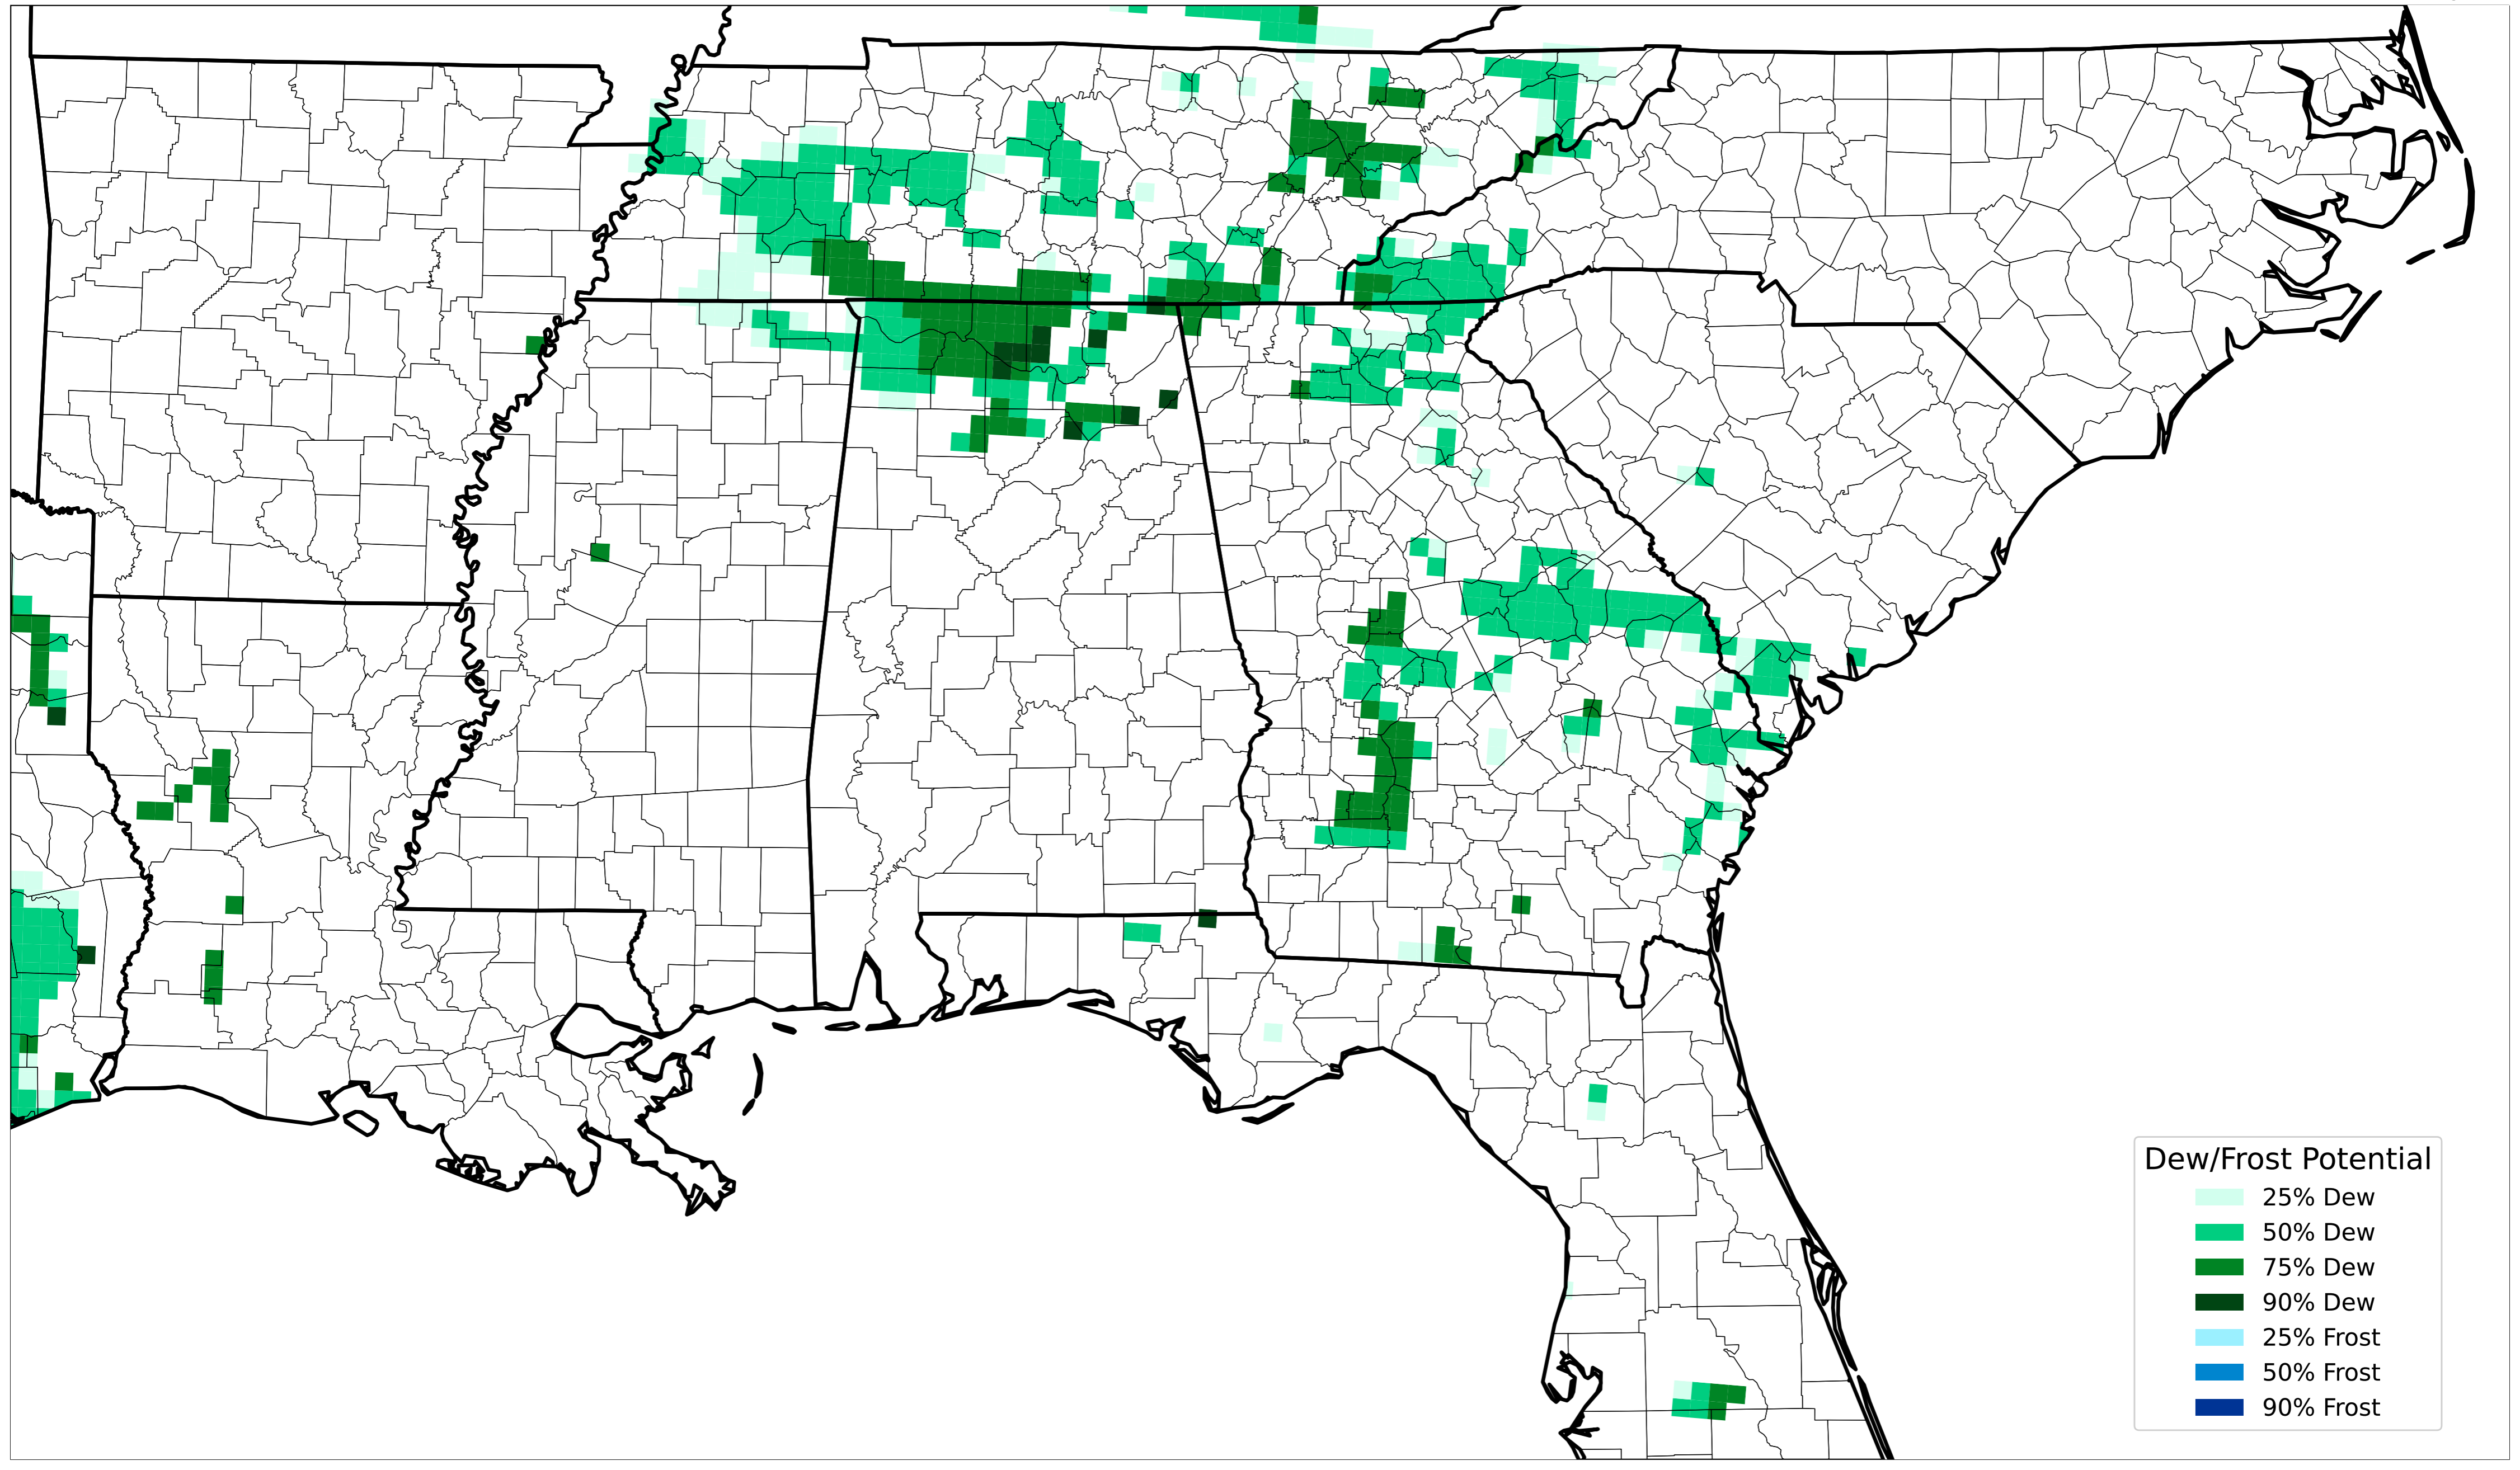 Dew/Frost Potential
25% Dew
50% Dew
75% Dew
90% Dew
25% Frost
50% Frost
90% Frost